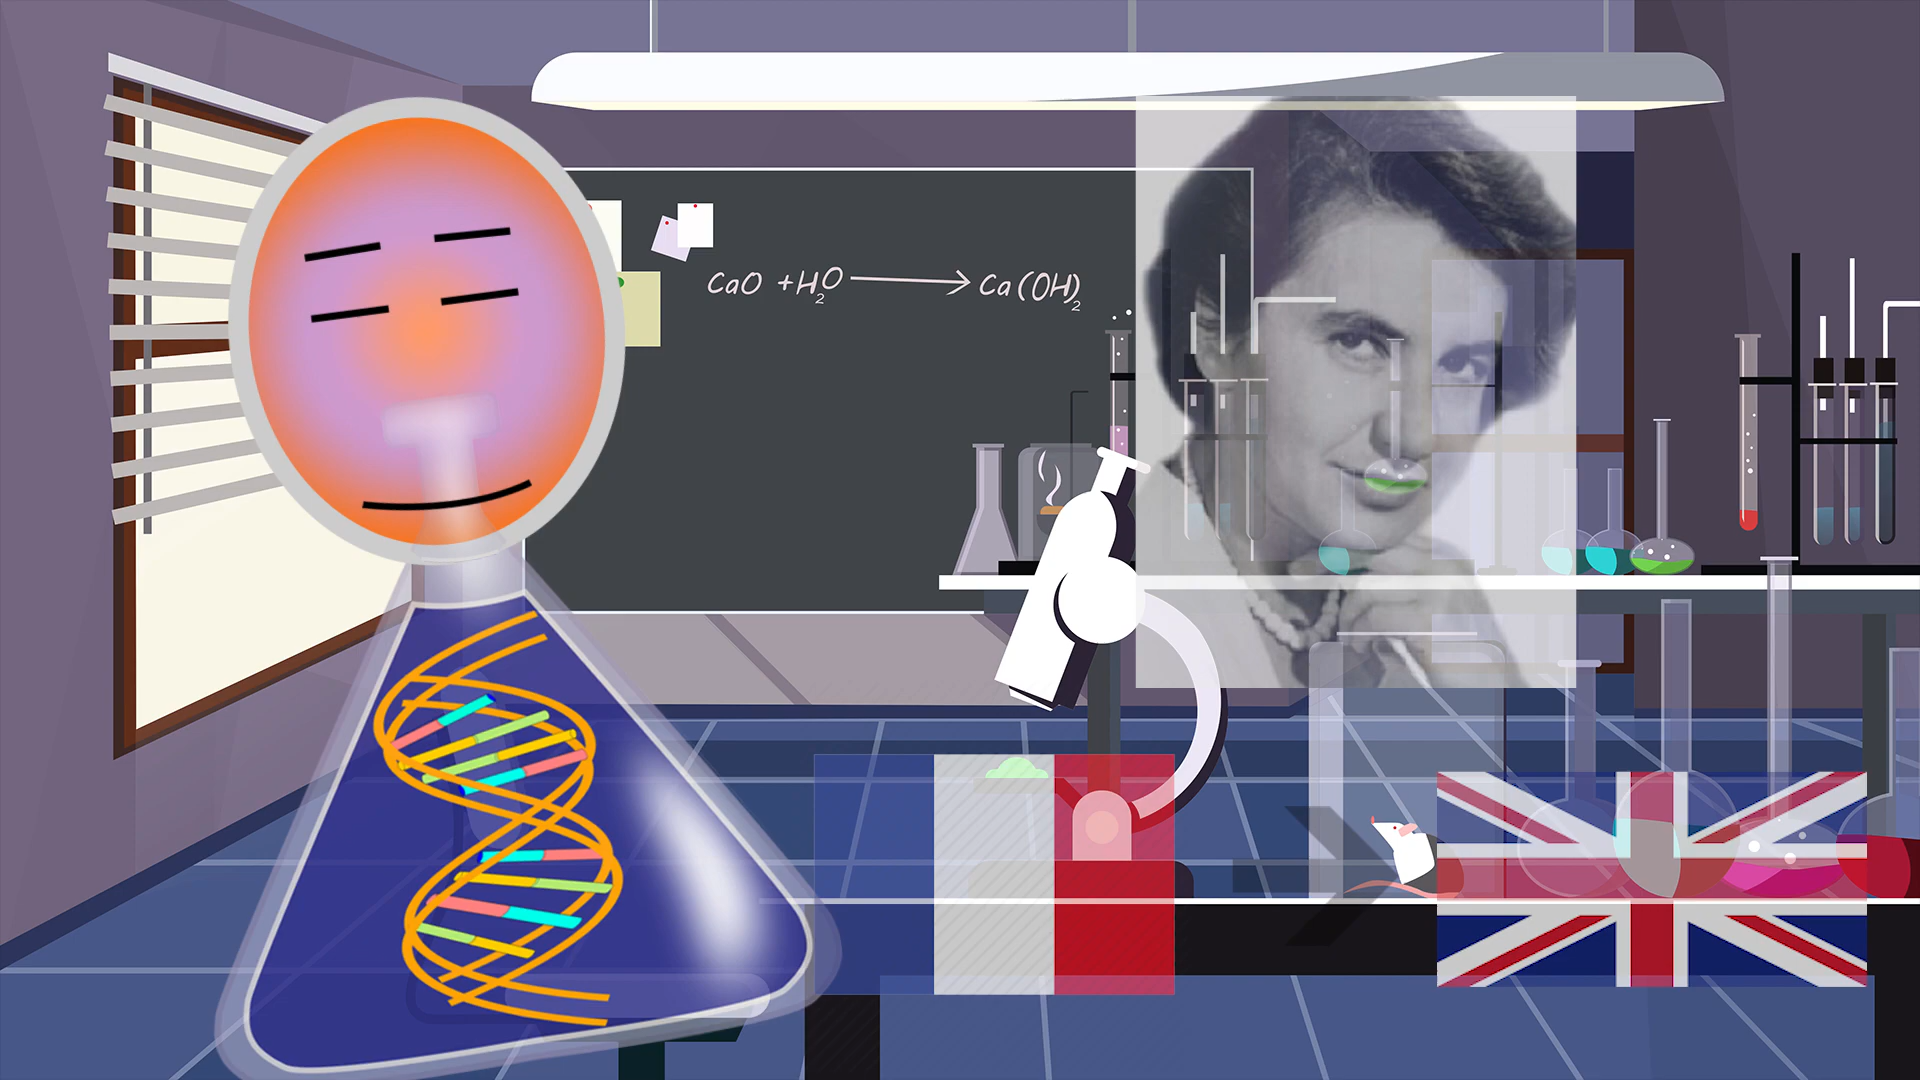 CaO + H₂O ⟶ Ca(OH)₂